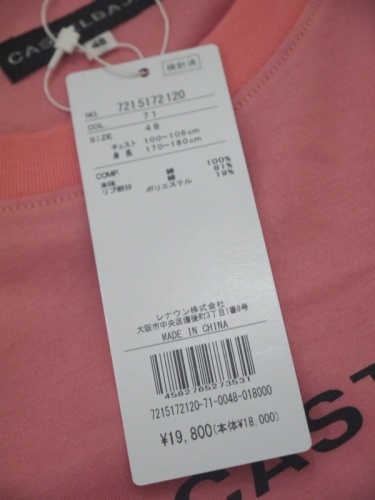 CASTELBAJ
48
検針済
NO. 7215172120
COL. 71
SIZE 48
チェスト 100~106cm
身長 170~180cm
COMP.
本体 綿 100%
リブ部分 綿 81%
ポリエステル 19%
レナウン株式会社
大阪市中央区備後町3丁目1番8号
MADE IN CHINA
4582765273531
7215172120-71-0048-018000
¥19,800(本体¥18,000)
CAST